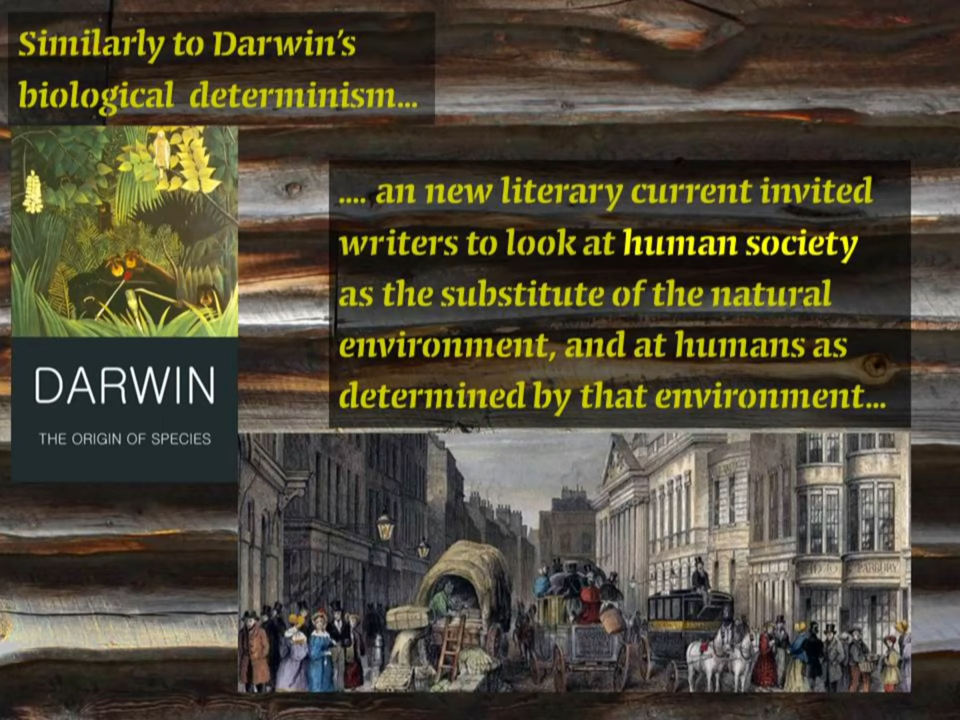 Similarly to Darwin's
biological determinism...
.... an new literary current invited
writers to look at human society
as the substitute of the natural
environment, and at humans as
determined by that environment...
DARWIN
THE ORIGIN OF SPECIES